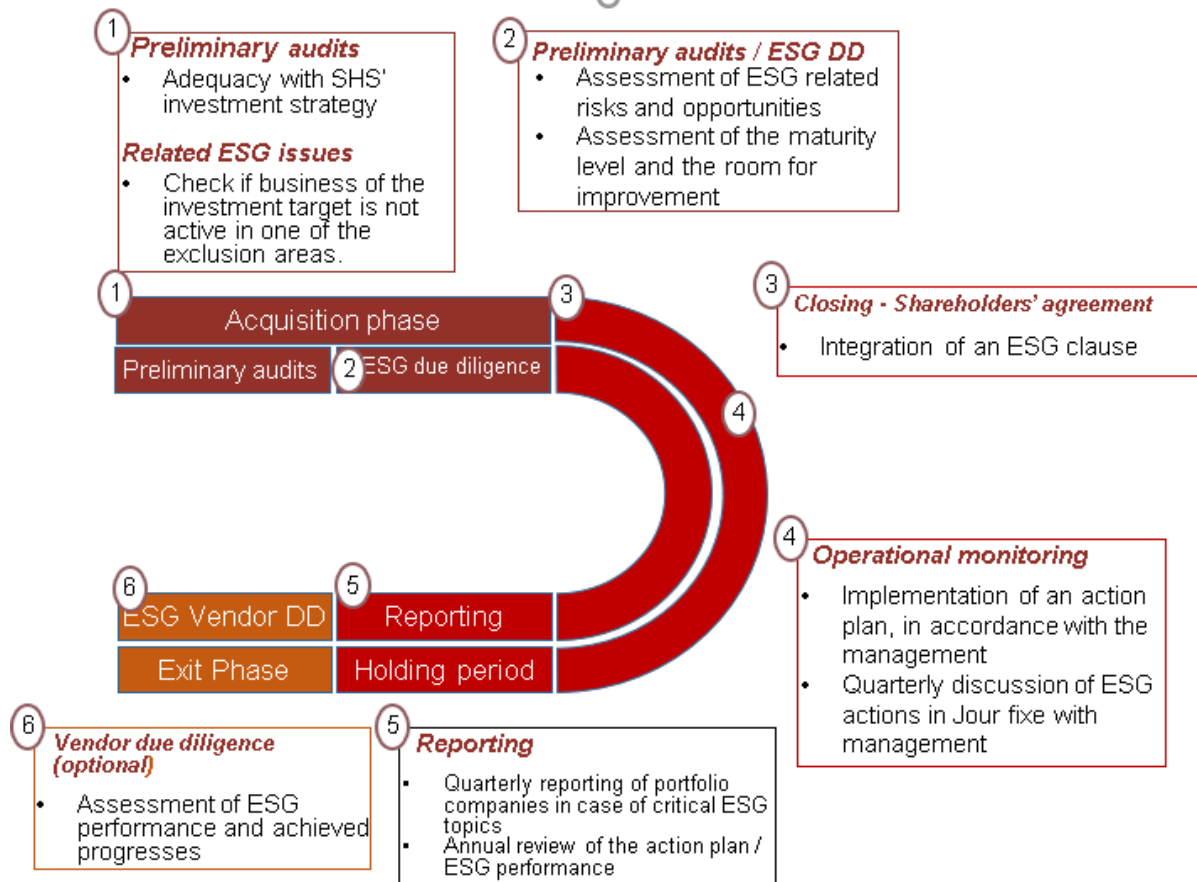 1
Preliminary audits
• Adequacy with SHS'
investment strategy
Related ESG issues
• Check if business of the
investment target is not
active in one of the
exclusion areas.
2
Preliminary audits / ESG DD
• Assessment of ESG related
risks and opportunities
• Assessment of the maturity
level and the room for
improvement
1
Acquisition phase
3
Preliminary audits
2
ESG due diligence
3
Closing - Shareholders' agreement
• Integration of an ESG clause
4
4
Operational monitoring
• Implementation of an action
plan, in accordance with the
management
• Quarterly discussion of ESG
actions in Jour fixe with
management
6
ESG Vendor DD
5
Reporting
Exit Phase
Holding period
6
Vendor due diligence
(optional)
• Assessment of ESG
performance and achieved
progresses
5
Reporting
• Quarterly reporting of portfolio
companies in case of critical ESG
topics
• Annual review of the action plan /
ESG performance